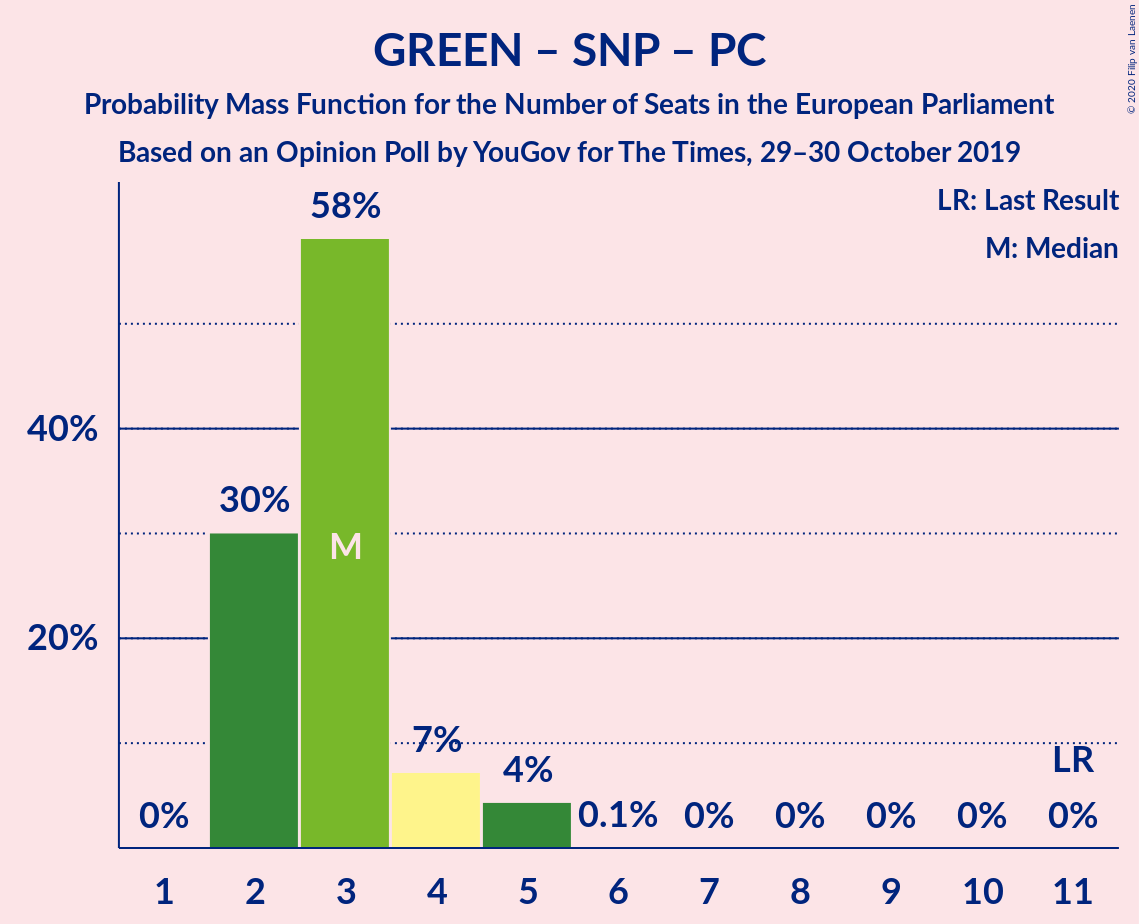 GREEN – SNP – PC
Probability Mass Function for the Number of Seats in the European Parliament
Based on an Opinion Poll by YouGov for The Times, 29–30 October 2019
© 2020 Filip van Laenen
LR: Last Result
M: Median
58%
40%
30%
M
20%
7%
4%
LR
0%
0.1%
0%
0%
0%
0%
0%
1 2 3 4 5 6 7 8 9 10 11